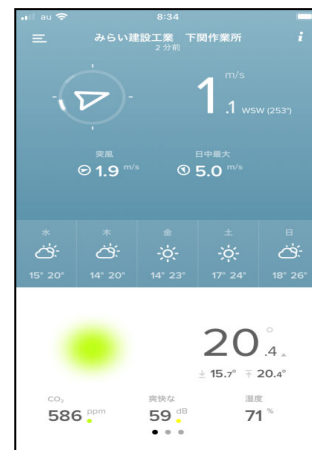 au 8:34
みらい建設工業 下関作業所
2 分前
m/s
1.1 WSW (253°)
突風 日中最大
1.9 m/s 5.0 m/s
水 木 金 土 日
15° 20° 14° 20° 14° 23° 17° 24° 18° 26°
20.4°
15.7° 20.4°
CO₂ 爽快な 湿度
586 ppm 59 dB 71 %